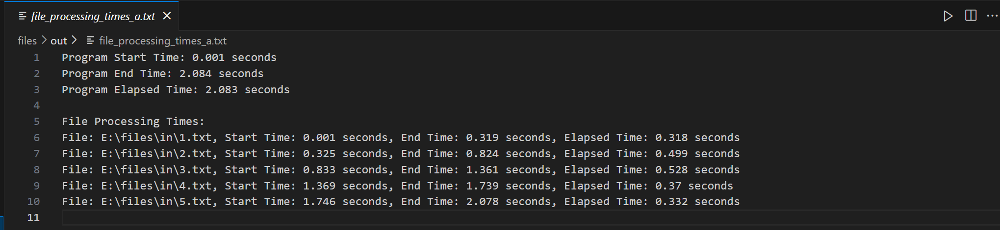 file_processing_times_a.txt
files > out > file_processing_times_a.txt
1 Program Start Time: 0.001 seconds
2 Program End Time: 2.084 seconds
3 Program Elapsed Time: 2.083 seconds
4
5 File Processing Times:
6 File: E:\files\in\1.txt, Start Time: 0.001 seconds, End Time: 0.319 seconds, Elapsed Time: 0.318 seconds
7 File: E:\files\in\2.txt, Start Time: 0.325 seconds, End Time: 0.824 seconds, Elapsed Time: 0.499 seconds
8 File: E:\files\in\3.txt, Start Time: 0.833 seconds, End Time: 1.361 seconds, Elapsed Time: 0.528 seconds
9 File: E:\files\in\4.txt, Start Time: 1.369 seconds, End Time: 1.739 seconds, Elapsed Time: 0.37 seconds
10 File: E:\files\in\5.txt, Start Time: 1.746 seconds, End Time: 2.078 seconds, Elapsed Time: 0.332 seconds
11